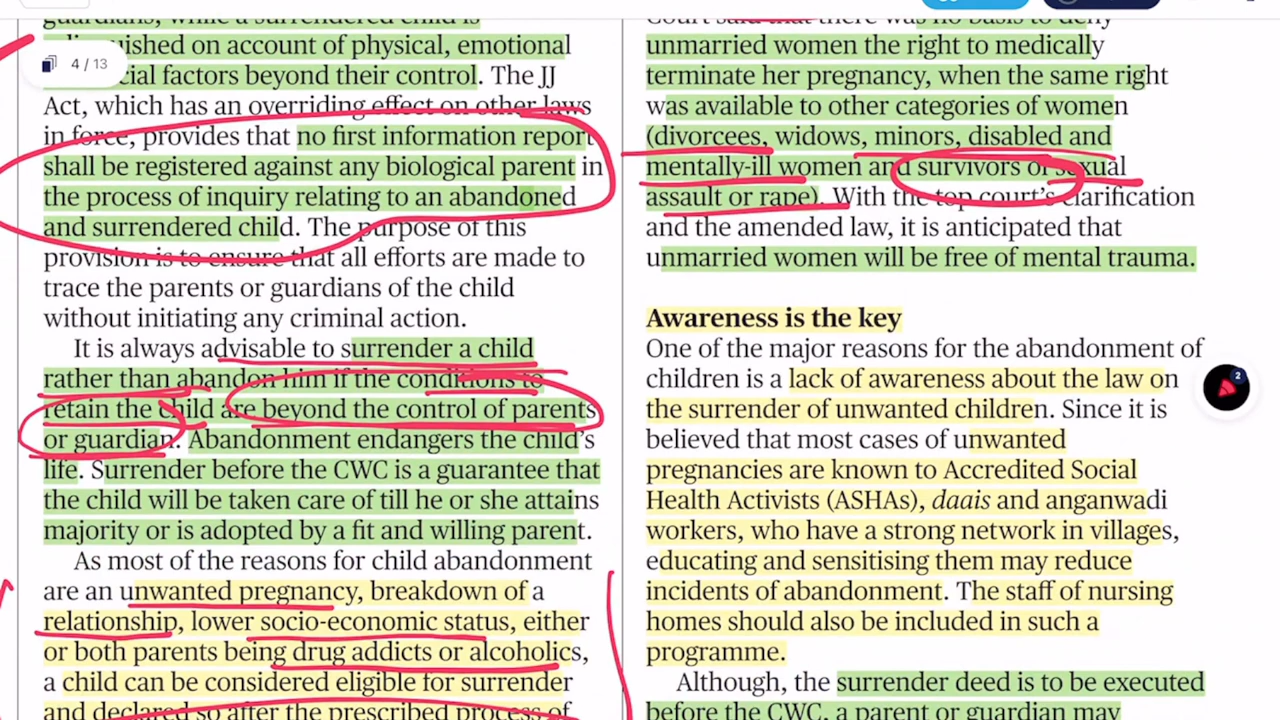 guardians, while a surrendered child is
on account of physical, emotional
factors beyond their control. The JJ
Act, which has an overriding effect on other laws
in force, provides that no first information report
shall be registered against any biological parent in
the process of inquiry relating to an abandoned
and surrendered child. The purpose of this
provision is to ensure that all efforts are made to
trace the parents or guardians of the child
without initiating any criminal action.
It is always advisable to surrender a child
rather than abandon him if the conditions to
retain the child are beyond the control of parents
or guardian. Abandonment endangers the child's
life. Surrender before the CWC is a guarantee that
the child will be taken care of till he or she attains
majority or is adopted by a fit and willing parent.
As most of the reasons for child abandonment
are an unwanted pregnancy, breakdown of a
relationship, lower socio-economic status, either
or both parents being drug addicts or alcoholics,
a child can be considered eligible for surrender
and declared so after the prescribed process of
4 / 13
Court said that there was no basis to deny
unmarried women the right to medically
terminate her pregnancy, when the same right
was available to other categories of women
(divorcees, widows, minors, disabled and
mentally-ill women and survivors of sexual
assault or rape). With the top court's clarification
and the amended law, it is anticipated that
unmarried women will be free of mental trauma.
Awareness is the key
One of the major reasons for the abandonment of
children is a lack of awareness about the law on
the surrender of unwanted children. Since it is
believed that most cases of unwanted
pregnancies are known to Accredited Social
Health Activists (ASHAs), daais and anganwadi
workers, who have a strong network in villages,
educating and sensitising them may reduce
incidents of abandonment. The staff of nursing
homes should also be included in such a
programme.
Although, the surrender deed is to be executed
before the CWC, a parent or guardian may
2